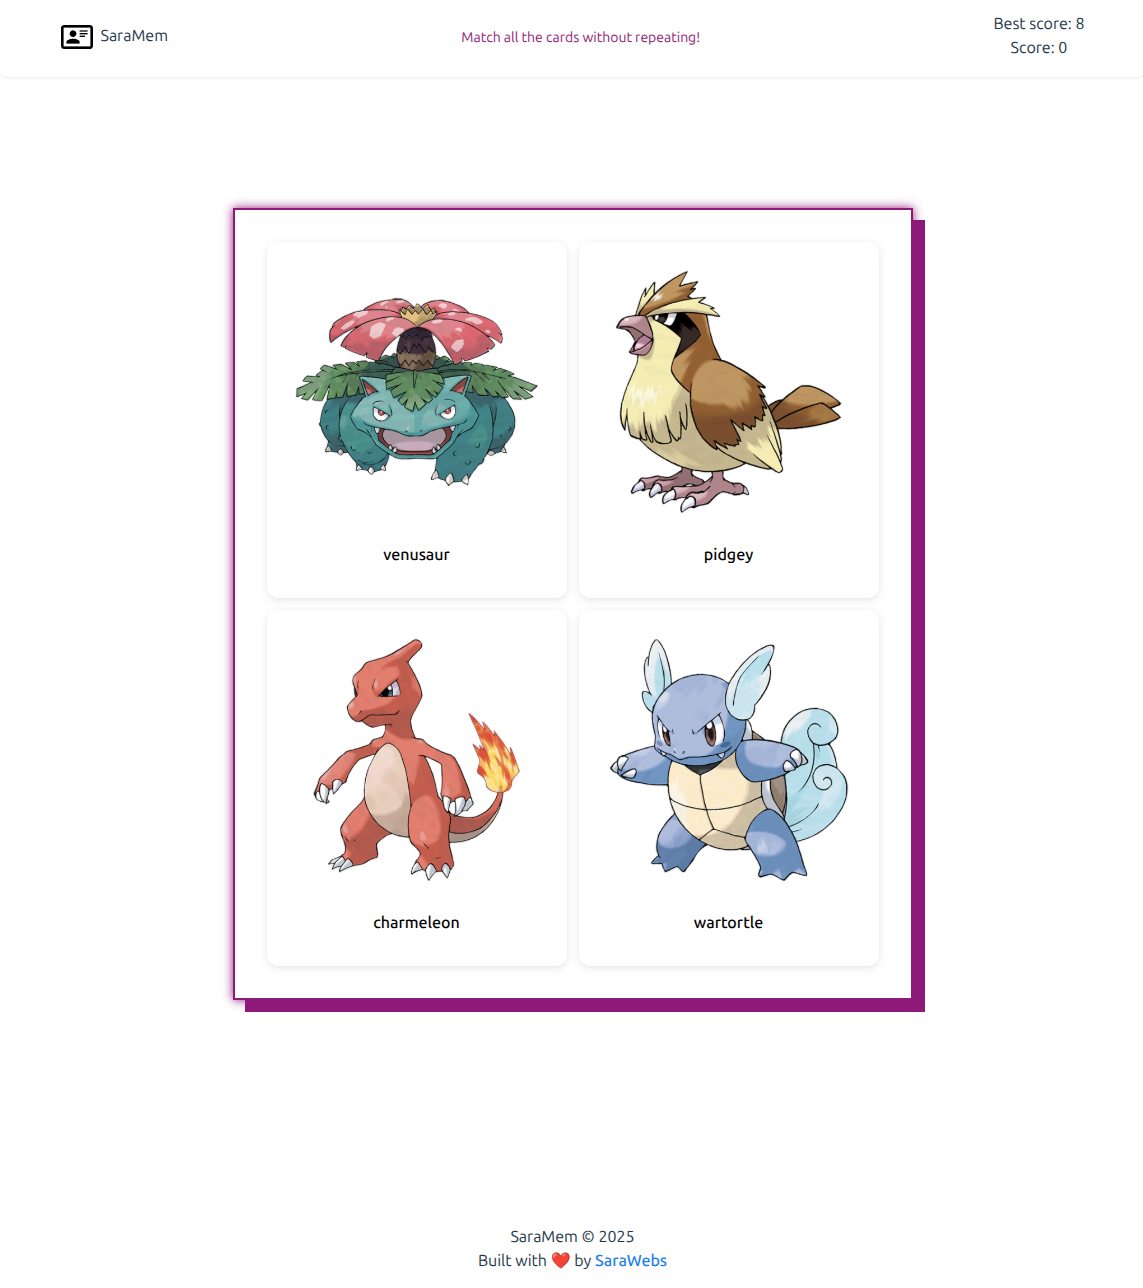 SaraMem
Match all the cards without repeating!
Best score: 8
Score: 0
venusaur
pidgey
charmeleon
wartortle
SaraMem © 2025
Built with ❤️ by SaraWebs